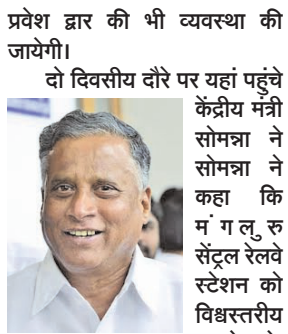 प्रवेश द्वार की भी व्यवस्था की
जायेगी।
दो दिवसीय दौरे पर यहां पहुंचे
केंद्रीय मंत्री
सोमन्ना ने
सोमन्ना ने
कहा कि
मंगलुरु
सेंट्रल रेलवे
स्टेशन को
विश्वस्तरीय